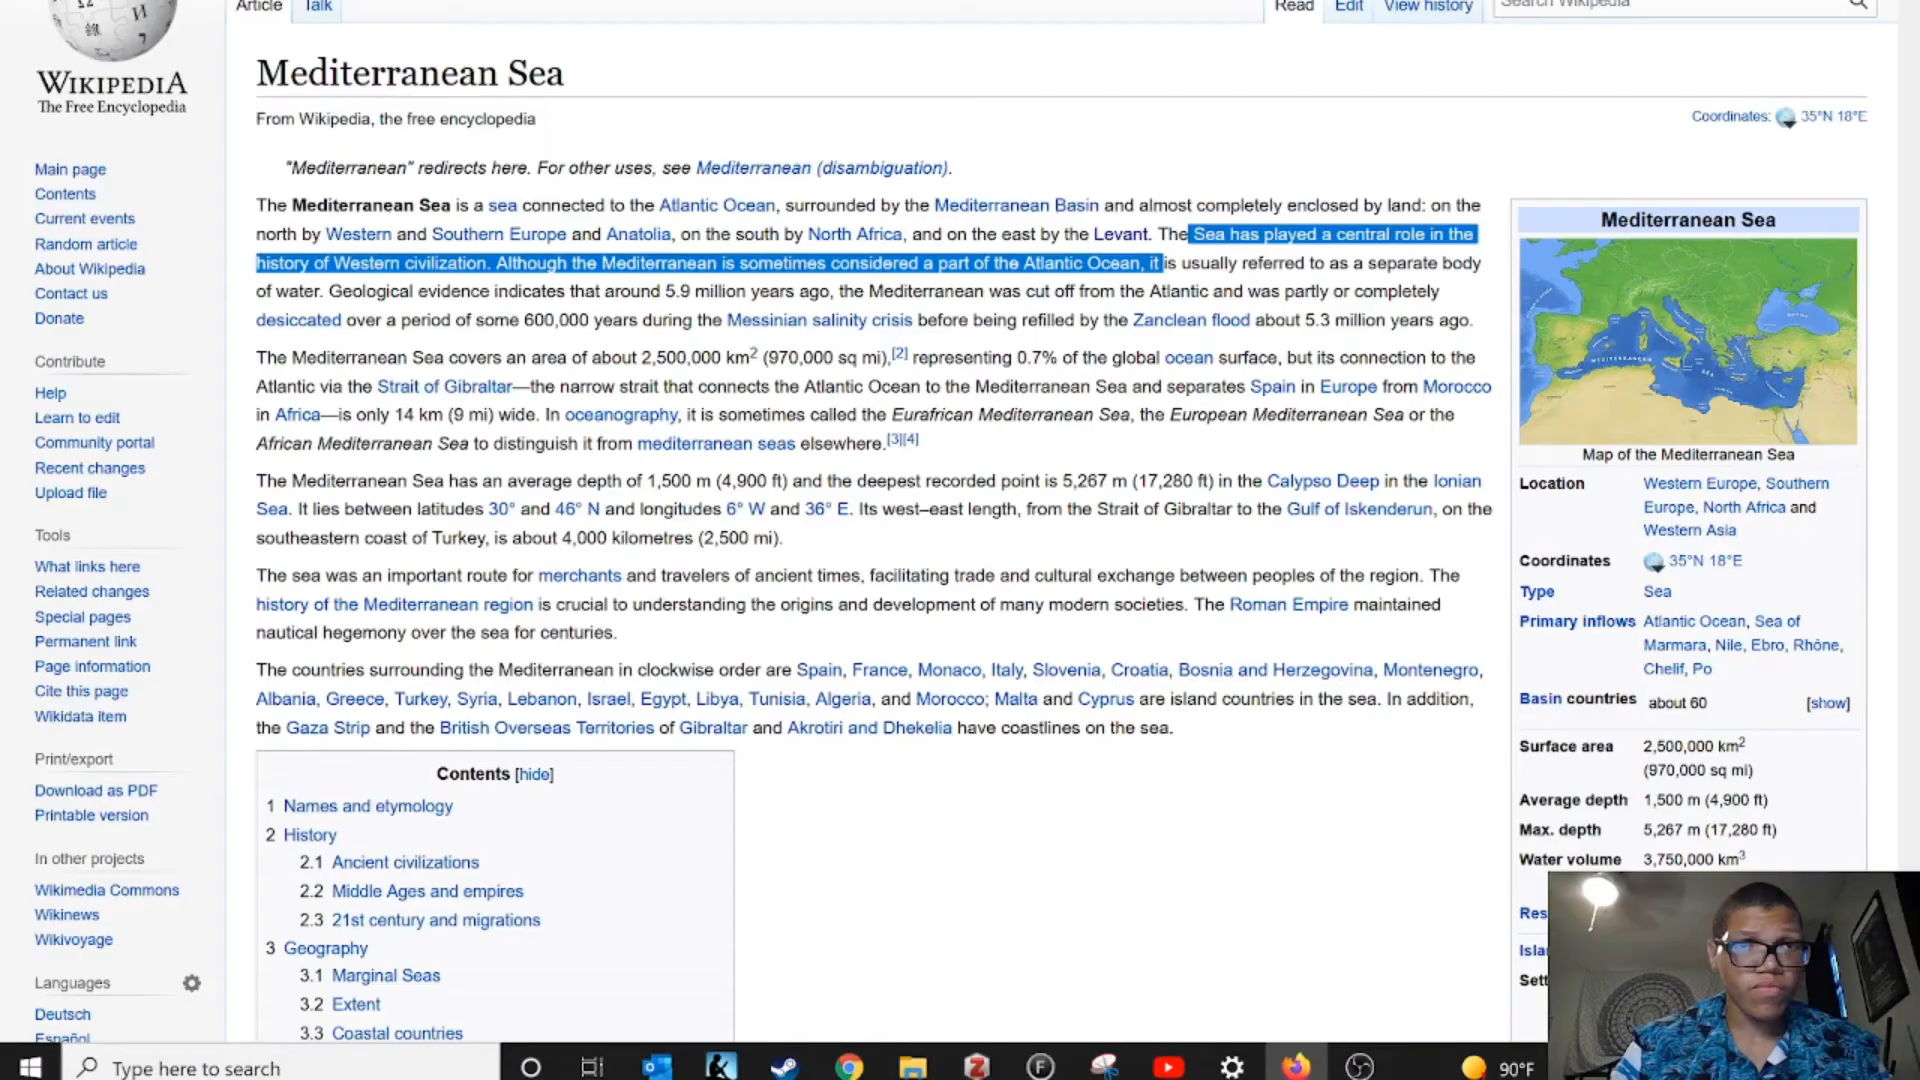 Article
Talk
Read
Edit
View history
Search Wikipedia
WIKIPEDIA
The Free Encyclopedia
Main page
Contents
Current events
Random article
About Wikipedia
Contact us
Donate
Contribute
Help
Learn to edit
Community portal
Recent changes
Upload file
Tools
What links here
Related changes
Special pages
Permanent link
Page information
Cite this page
Wikidata item
Print/export
Download as PDF
Printable version
In other projects
Wikimedia Commons
Wikinews
Wikivoyage
Languages
Deutsch
Español
Mediterranean Sea
From Wikipedia, the free encyclopedia
Coordinates: 35°N 18°E
"Mediterranean" redirects here. For other uses, see Mediterranean (disambiguation).
The Mediterranean Sea is a sea connected to the Atlantic Ocean, surrounded by the Mediterranean Basin and almost completely enclosed by land: on the
north by Western and Southern Europe and Anatolia, on the south by North Africa, and on the east by the Levant. The Sea has played a central role in the
history of Western civilization. Although the Mediterranean is sometimes considered a part of the Atlantic Ocean, it is usually referred to as a separate body
of water. Geological evidence indicates that around 5.9 million years ago, the Mediterranean was cut off from the Atlantic and was partly or completely
desiccated over a period of some 600,000 years during the Messinian salinity crisis before being refilled by the Zanclean flood about 5.3 million years ago.
The Mediterranean Sea covers an area of about 2,500,000 km2 (970,000 sq mi),[2] representing 0.7% of the global ocean surface, but its connection to the
Atlantic via the Strait of Gibraltar—the narrow strait that connects the Atlantic Ocean to the Mediterranean Sea and separates Spain in Europe from Morocco
in Africa—is only 14 km (9 mi) wide. In oceanography, it is sometimes called the Eurafrican Mediterranean Sea, the European Mediterranean Sea or the
African Mediterranean Sea to distinguish it from mediterranean seas elsewhere.[3][4]
The Mediterranean Sea has an average depth of 1,500 m (4,900 ft) and the deepest recorded point is 5,267 m (17,280 ft) in the Calypso Deep in the Ionian
Sea. It lies between latitudes 30° and 46° N and longitudes 6° W and 36° E. Its west–east length, from the Strait of Gibraltar to the Gulf of Iskenderun, on the
southeastern coast of Turkey, is about 4,000 kilometres (2,500 mi).
The sea was an important route for merchants and travelers of ancient times, facilitating trade and cultural exchange between peoples of the region. The
history of the Mediterranean region is crucial to understanding the origins and development of many modern societies. The Roman Empire maintained
nautical hegemony over the sea for centuries.
The countries surrounding the Mediterranean in clockwise order are Spain, France, Monaco, Italy, Slovenia, Croatia, Bosnia and Herzegovina, Montenegro,
Albania, Greece, Turkey, Syria, Lebanon, Israel, Egypt, Libya, Tunisia, Algeria, and Morocco; Malta and Cyprus are island countries in the sea. In addition,
the Gaza Strip and the British Overseas Territories of Gibraltar and Akrotiri and Dhekelia have coastlines on the sea.
Contents [hide]
1 Names and etymology
2 History
2.1 Ancient civilizations
2.2 Middle Ages and empires
2.3 21st century and migrations
3 Geography
3.1 Marginal Seas
3.2 Extent
3.3 Coastal countries
Mediterranean Sea
Map of the Mediterranean Sea
Location Western Europe, Southern
Europe, North Africa and
Western Asia
Coordinates 35°N 18°E
Type Sea
Primary inflows Atlantic Ocean, Sea of
Marmara, Nile, Ebro, Rhône,
Chelif, Po
Basin countries about 60 [show]
Surface area 2,500,000 km2
(970,000 sq mi)
Average depth 1,500 m (4,900 ft)
Max. depth 5,267 m (17,280 ft)
Water volume 3,750,000 km3
Res
Isla
Sett
Type here to search
90°F